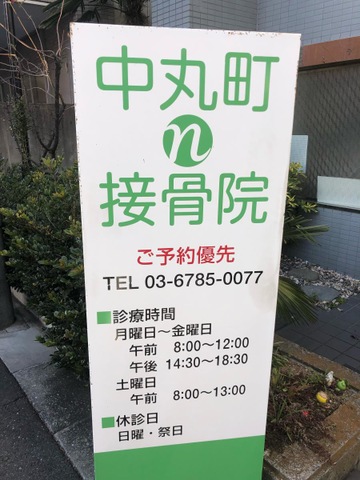 中丸町
n
接骨院
ご予約優先
TEL 03-6785-0077
■診療時間
月曜日～金曜日
午前 8:00～12:00
午後 14:30～18:30
土曜日
午前 8:00～13:00
■休診日
日曜・祭日